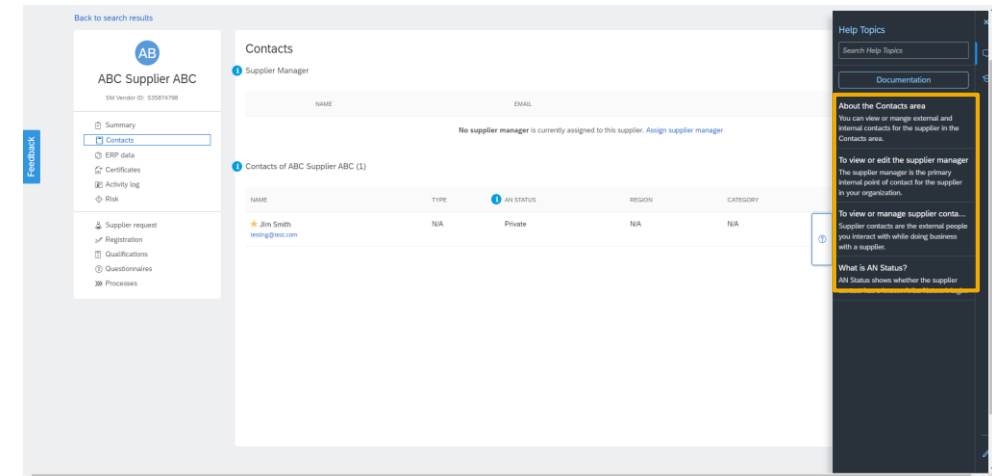 Back to search results
AB
ABC Supplier ABC
SM Vendor ID: S35874798
Summary
Contacts
ERP data
Certificates
Activity log
Risk
Supplier request
Registration
Qualifications
Questionnaires
Processes
Feedback
Contacts
Supplier Manager
NAME EMAIL
No supplier manager is currently assigned to this supplier. Assign supplier manager
Contacts of ABC Supplier ABC (1)
NAME TYPE AN STATUS REGION CATEGORY
Jim Smith N/A Private N/A N/A
testing@test.com
Help Topics
Search Help Topics
Documentation
About the Contacts area
You can view or mange external and
internal contacts for the supplier in the
Contacts area.
To view or edit the supplier manager
The supplier manager is the primary
internal point of contact for the supplier
in your organization.
To view or manage supplier conta...
Supplier contacts are the external people
you interact with while doing business
with a supplier.
What is AN Status?
AN Status shows whether the supplier